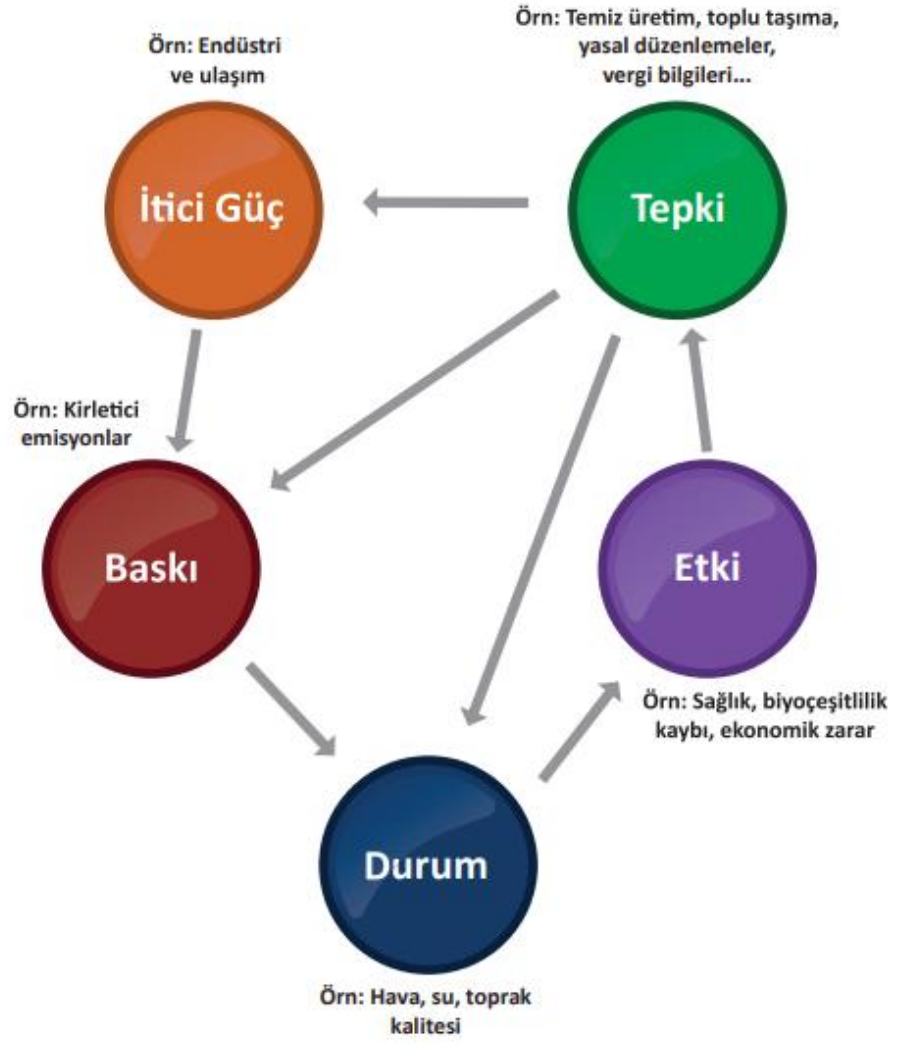 Örn: Endüstri
ve ulaşım
İtici Güç
Örn: Temiz üretim, toplu taşıma,
yasal düzenlemeler,
vergi bilgileri...
Tepki
Örn: Kirletici
emisyonlar
Baskı
Etki
Örn: Sağlık, biyoçeşitlilik
kaybı, ekonomik zarar
Durum
Örn: Hava, su, toprak
kalitesi